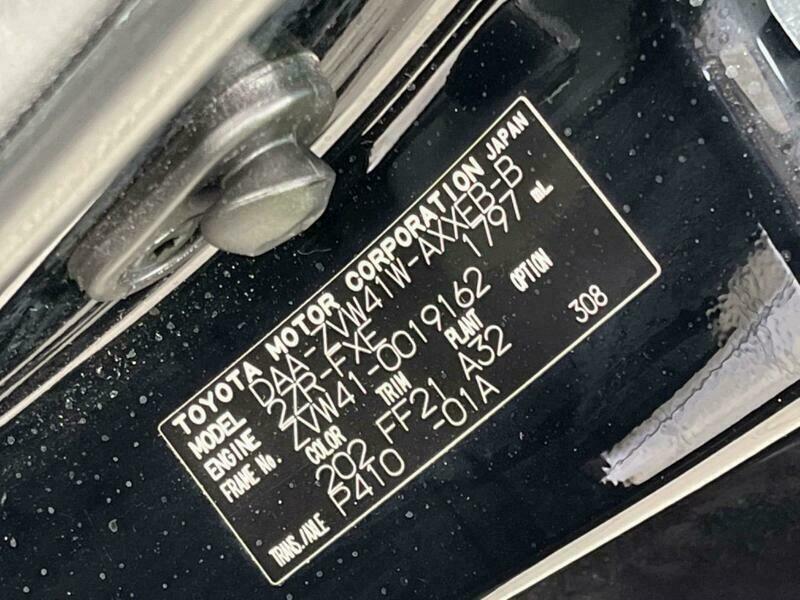 TOYOTA MOTOR CORPORATION JAPAN
MODEL DAA-ZVW41W-AXXEB-B
ENGINE 2ZR-FXE 1797 mL
FRAME No. ZVW41-0019162
COLOR TRIM PLANT OPTION
202 FF21 A32
TRANS./AXLE P410 -01A 308